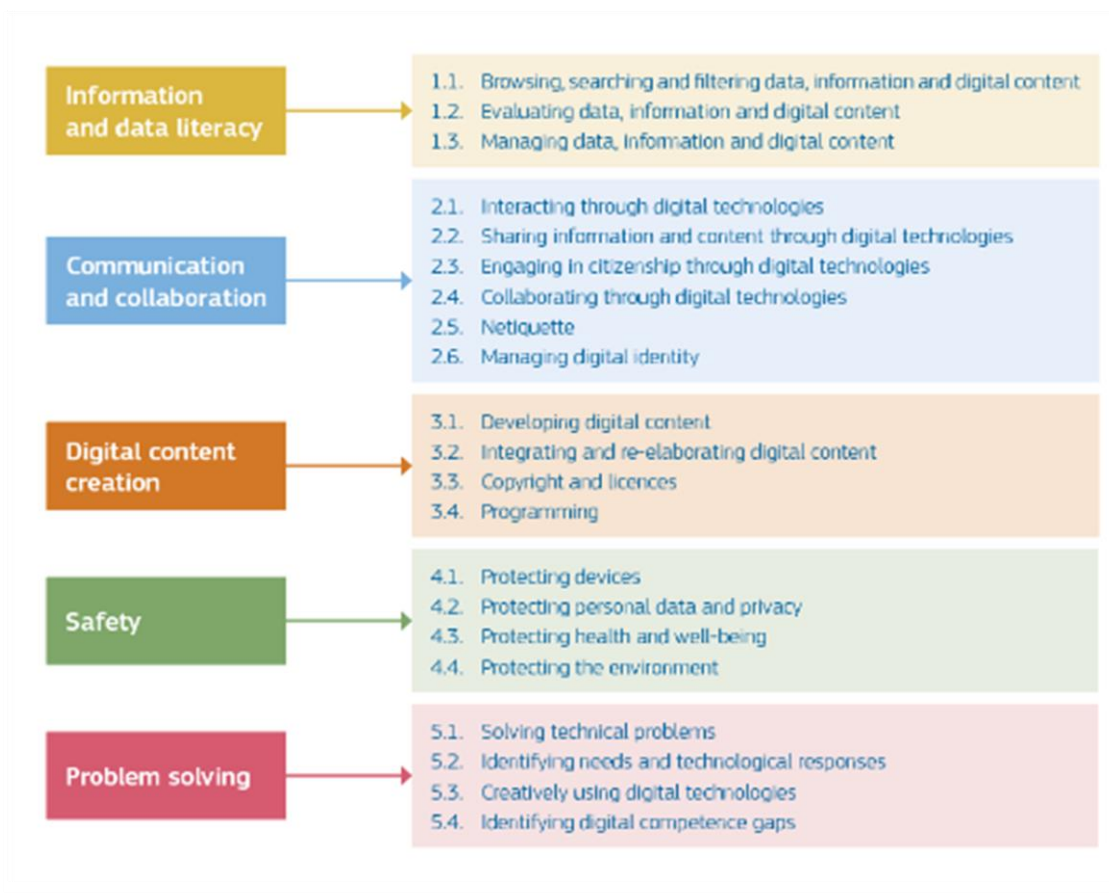 Information
and data literacy
1.1. Browsing, searching and filtering data, information and digital content
1.2. Evaluating data, information and digital content
1.3. Managing data, information and digital content
Communication
and collaboration
2.1. Interacting through digital technologies
2.2. Sharing information and content through digital technologies
2.3. Engaging in citizenship through digital technologies
2.4. Collaborating through digital technologies
2.5. Netiquette
2.6. Managing digital identity
Digital content
creation
3.1. Developing digital content
3.2. Integrating and re-elaborating digital content
3.3. Copyright and licences
3.4. Programming
Safety
4.1. Protecting devices
4.2. Protecting personal data and privacy
4.3. Protecting health and well-being
4.4. Protecting the environment
Problem solving
5.1. Solving technical problems
5.2. Identifying needs and technological responses
5.3. Creatively using digital technologies
5.4. Identifying digital competence gaps